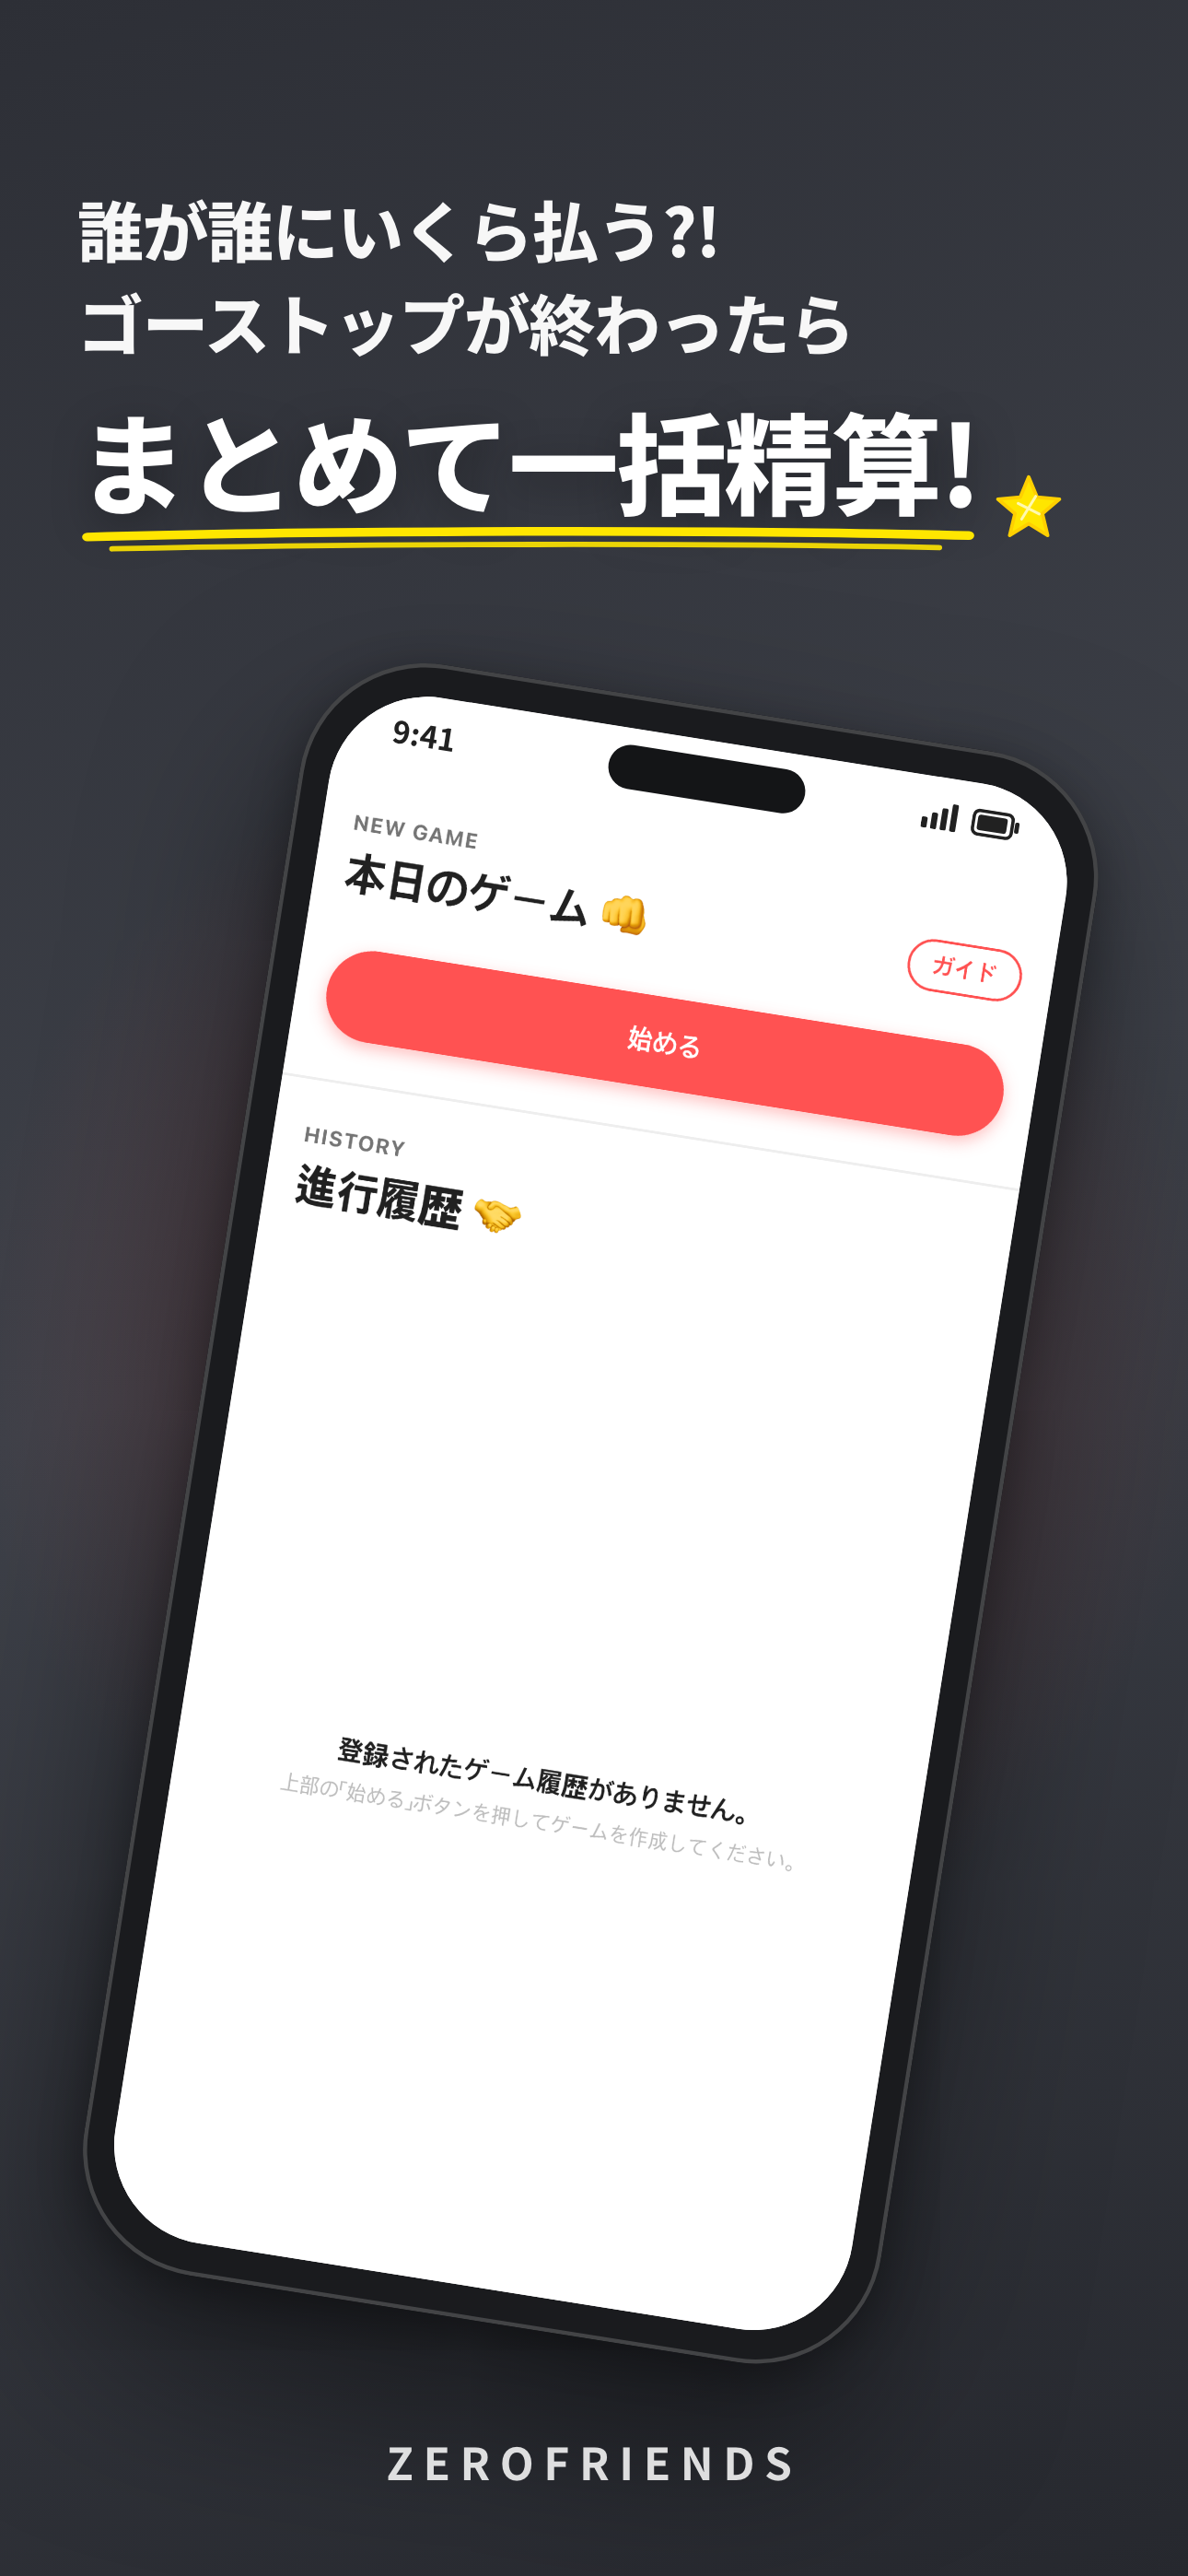 誰が誰にいくら払う?!
ゴーストップが終わったら
まとめて一括精算!
9:41
NEW GAME
本日のゲーム 👊
ガイド
始める
HISTORY
進行履歴 🤝
登録されたゲーム履歴がありません。
上部の「始める」ボタンを押してゲームを作成してください。
ZEROFRIENDS